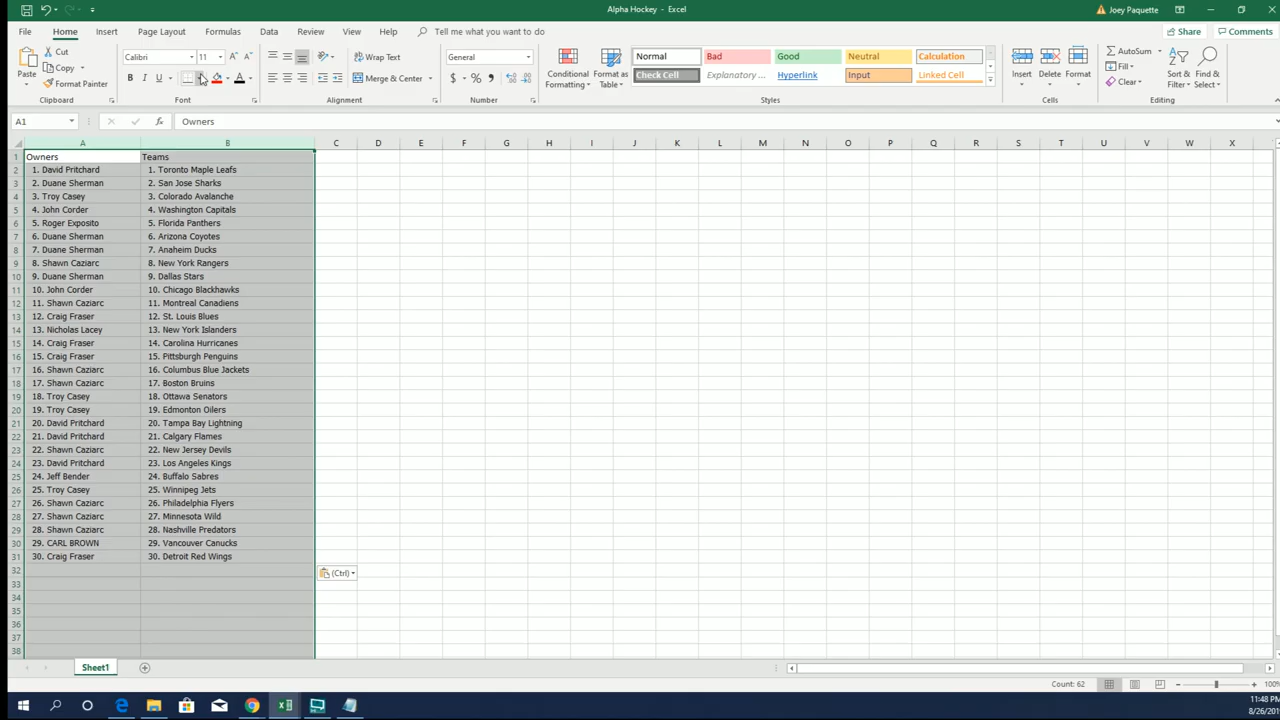 Alpha Hockey - Excel
Joey Paquette
File Home Insert Page Layout Formulas Data Review View Help Tell me what you want to do
Share Comments
Cut
Copy
Format Painter
Paste
Clipboard
Calibri 11
Font
Wrap Text
Merge & Center
Alignment
General
Number
Conditional Formatting
Format as Table
Normal Bad Good Neutral Calculation
Check Cell Explanatory ... Hyperlink Input Linked Cell
Styles
Insert Delete Format
Cells
AutoSum
Fill
Clear
Sort & Filter
Find & Select
Editing
A1 fx Owners
A B C D E F G H I J K L M N O P Q R S T U V W X
1 Owners Teams
2 1. David Pritchard 1. Toronto Maple Leafs
3 2. Duane Sherman 2. San Jose Sharks
4 3. Troy Casey 3. Colorado Avalanche
5 4. John Corder 4. Washington Capitals
6 5. Roger Exposito 5. Florida Panthers
7 6. Duane Sherman 6. Arizona Coyotes
8 7. Duane Sherman 7. Anaheim Ducks
9 8. Shawn Caziarc 8. New York Rangers
10 9. Duane Sherman 9. Dallas Stars
11 10. John Corder 10. Chicago Blackhawks
12 11. Shawn Caziarc 11. Montreal Canadiens
13 12. Craig Fraser 12. St. Louis Blues
14 13. Nicholas Lacey 13. New York Islanders
15 14. Craig Fraser 14. Carolina Hurricanes
16 15. Craig Fraser 15. Pittsburgh Penguins
17 16. Shawn Caziarc 16. Columbus Blue Jackets
18 17. Shawn Caziarc 17. Boston Bruins
19 18. Troy Casey 18. Ottawa Senators
20 19. Troy Casey 19. Edmonton Oilers
21 20. David Pritchard 20. Tampa Bay Lightning
22 21. David Pritchard 21. Calgary Flames
23 22. Shawn Caziarc 22. New Jersey Devils
24 23. David Pritchard 23. Los Angeles Kings
25 24. Jeff Bender 24. Buffalo Sabres
26 25. Troy Casey 25. Winnipeg Jets
27 26. Shawn Caziarc 26. Philadelphia Flyers
28 27. Shawn Caziarc 27. Minnesota Wild
29 28. Shawn Caziarc 28. Nashville Predators
30 29. CARL BROWN 29. Vancouver Canucks
31 30. Craig Fraser 30. Detroit Red Wings
32
(Ctrl)
33
34
35
36
37
38
Sheet1
Count: 62
100%
11:48 PM
8/26/201